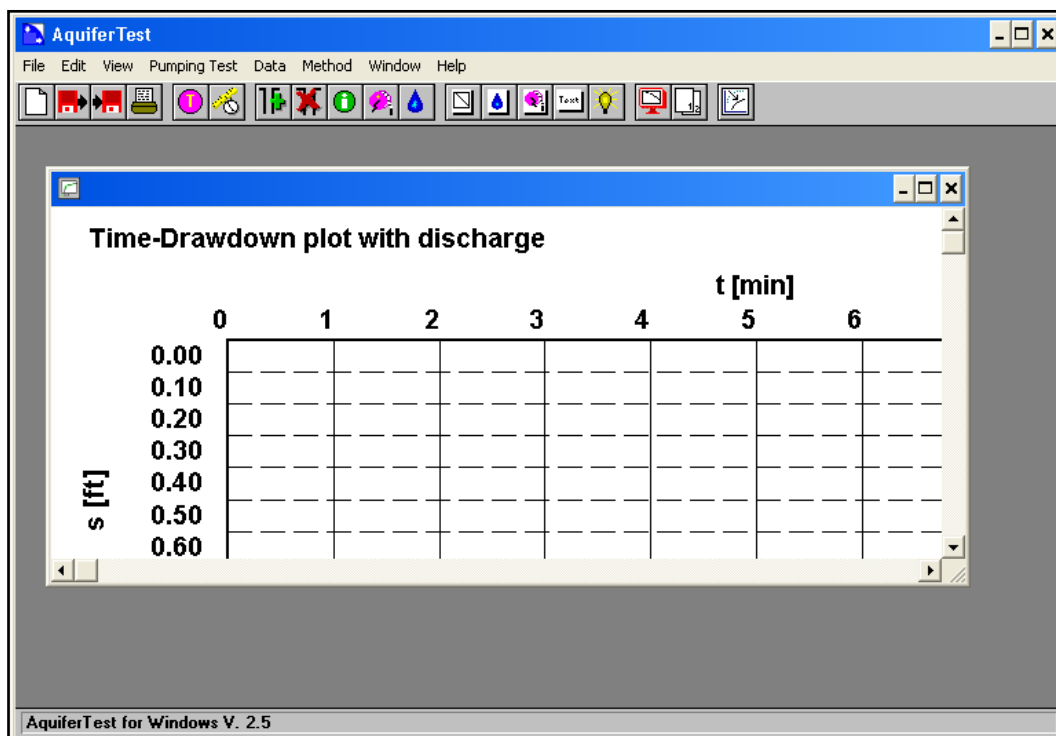 AquiferTest
File Edit View Pumping Test Data Method Window Help
T i Text 1 2
Time-Drawdown plot with discharge
t [min]
0 1 2 3 4 5 6
0.00
0.10
0.20
0.30
0.40
s [ft]
0.50
0.60
AquiferTest for Windows V. 2.5